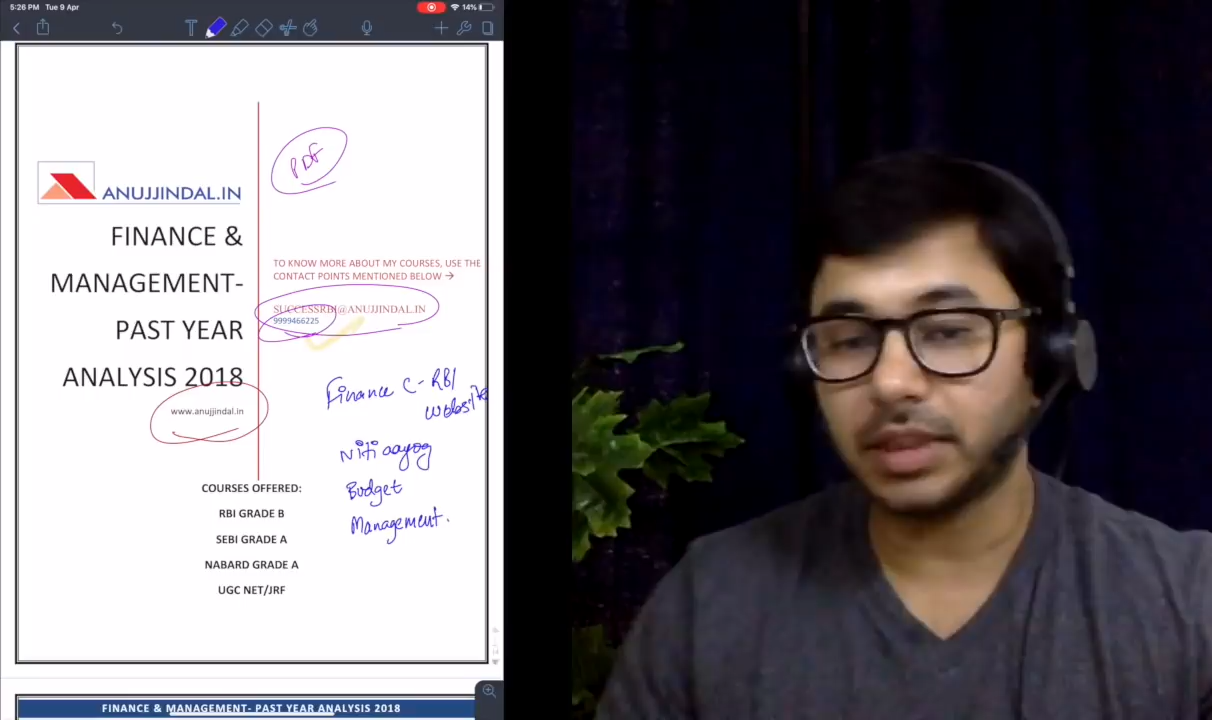 5:26 PM Tue 9 Apr
14%
T
PDF
ANUJJINDAL.IN
FINANCE &
MANAGEMENT-
PAST YEAR
ANALYSIS 2018
www.anujjindal.in
TO KNOW MORE ABOUT MY COURSES, USE THE
CONTACT POINTS MENTIONED BELOW →
SUCCESSRBI@ANUJJINDAL.IN
9999466225
Finance C - RBI
Website
Niti aayog
Budget
Management.
COURSES OFFERED:
RBI GRADE B
SEBI GRADE A
NABARD GRADE A
UGC NET/JRF
FINANCE & MANAGEMENT- PAST YEAR ANALYSIS 2018